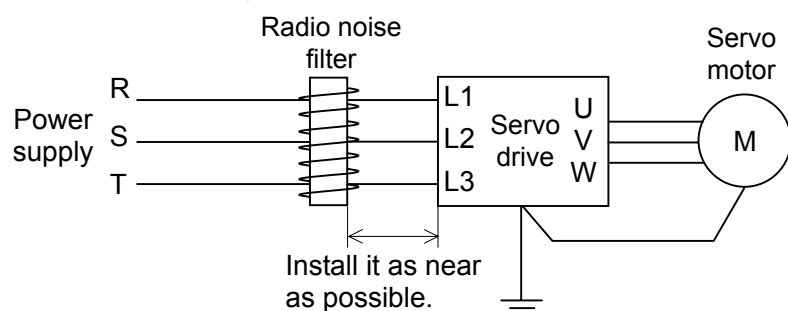 Radio noise
filter
Servo
motor
Power
supply
R
S
T
L1
L2
L3
Servo
drive
U
V
W
M
Install it as near
as possible.